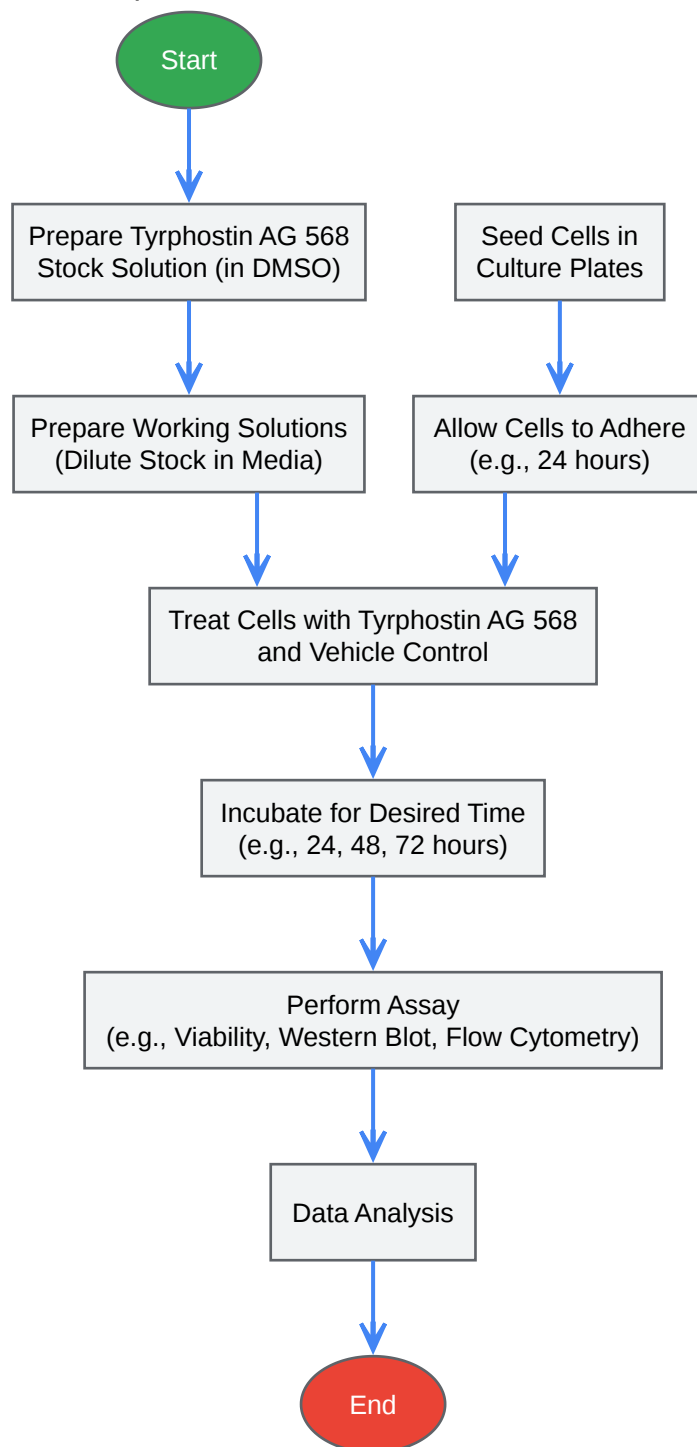 Start
Prepare Tyrphostin AG 568
Stock Solution (in DMSO)
Seed Cells in
Culture Plates
Prepare Working Solutions
(Dilute Stock in Media)
Allow Cells to Adhere
(e.g., 24 hours)
Treat Cells with Tyrphostin AG 568
and Vehicle Control
Incubate for Desired Time
(e.g., 24, 48, 72 hours)
Perform Assay
(e.g., Viability, Western Blot, Flow Cytometry)
Data Analysis
End